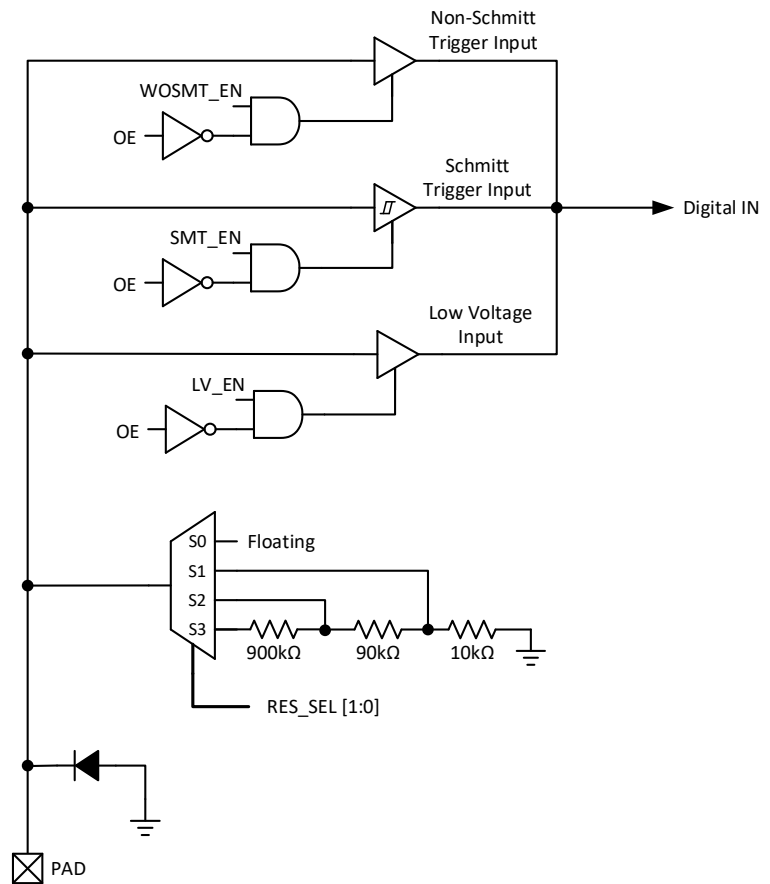 Non-Schmitt
Trigger Input
WOSMT_EN
OE
Schmitt
Trigger Input
Digital IN
SMT_EN
OE
Low Voltage
Input
LV_EN
OE
S0
Floating
S1
S2
S3
900kΩ
90kΩ
10kΩ
RES_SEL [1:0]
PAD